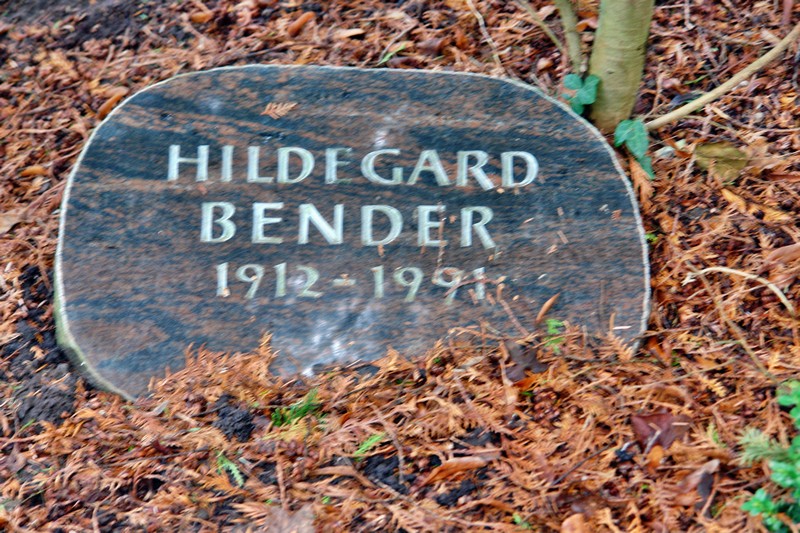 HILDEGARD
BENDER
1912 - 1991